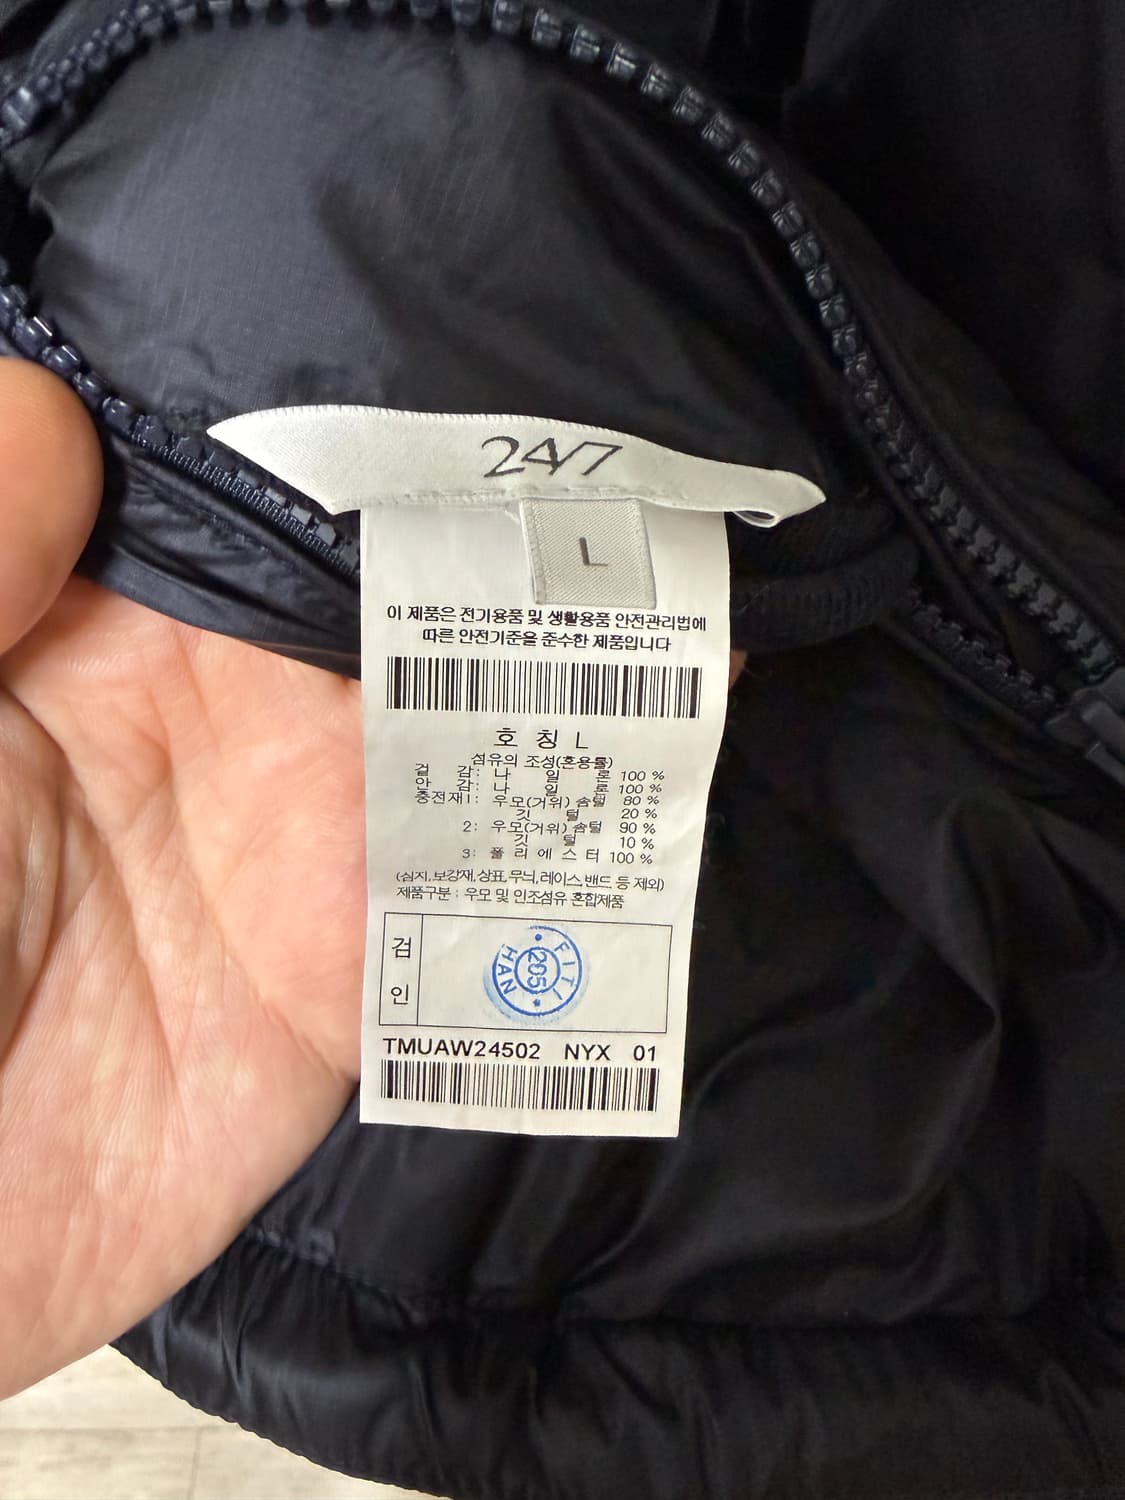 24/7
L
이 제품은 전기용품 및 생활용품 안전관리법에
따른 안전기준을 준수한 제품입니다
호 칭 L
섬유의 조성(혼용률)
겉 감: 나 일 론 100 %
안 감: 나 일 론 100 %
충전재1: 우모(거위) 솜털 80 %
깃 털 20 %
2: 우모(거위) 솜털 90 %
깃 털 10 %
3: 폴 리 에 스 터 100 %
(심지,보강재,상표,무늬,레이스,밴드 등 제외)
제품구분 : 우모 및 인조섬유 혼합제품
검
인
FITI
205
HAN
TMUAW24502 NYX 01